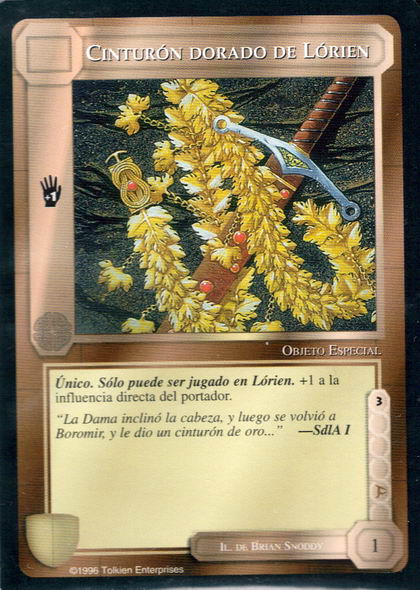 Cinturón dorado de Lórien
+1
Objeto Especial
Único. Sólo puede ser jugado en Lórien. +1 a la
influencia directa del portador.
“La Dama inclinó la cabeza, y luego se volvió a
Boromir, y le dio un cinturón de oro...” —SdlA I
3
Il. de Brian Snoddy
1
©1996 Tolkien Enterprises